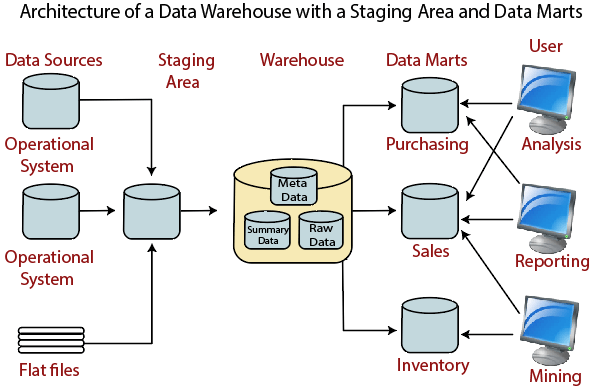 Architecture of a Data Warehouse with a Staging Area and Data Marts
User
Data Sources
Staging
Area
Warehouse
Data Marts
Operational
System
Purchasing
Analysis
Meta
Data
Summary
Data
Raw
Data
Operational
System
Sales
Reporting
Flat files
Inventory
Mining